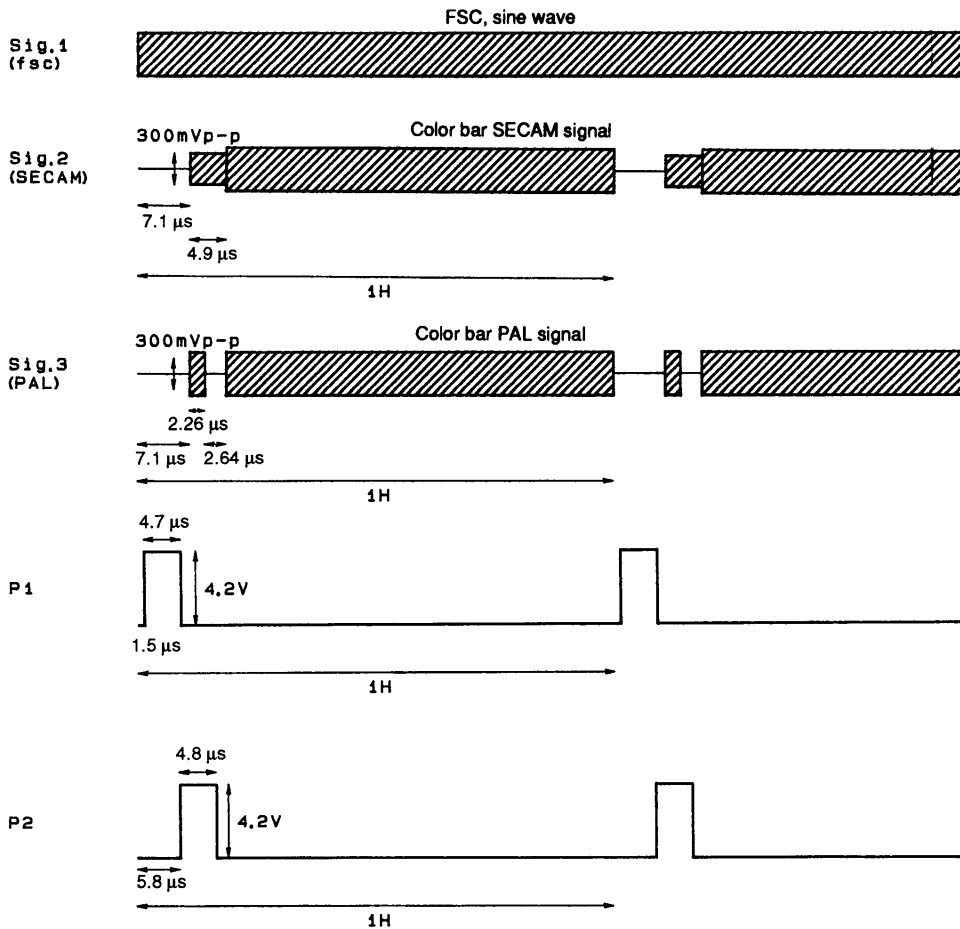 FSC, sine wave
Sig.1
(fsc)
Color bar SECAM signal
300mVp-p
Sig.2
(SECAM)
7.1 μs
4.9 μs
1H
Color bar PAL signal
300mVp-p
Sig.3
(PAL)
2.26 μs
7.1 μs 2.64 μs
1H
4.7 μs
P1
4.2V
1.5 μs
1H
4.8 μs
P2
4.2V
5.8 μs
1H